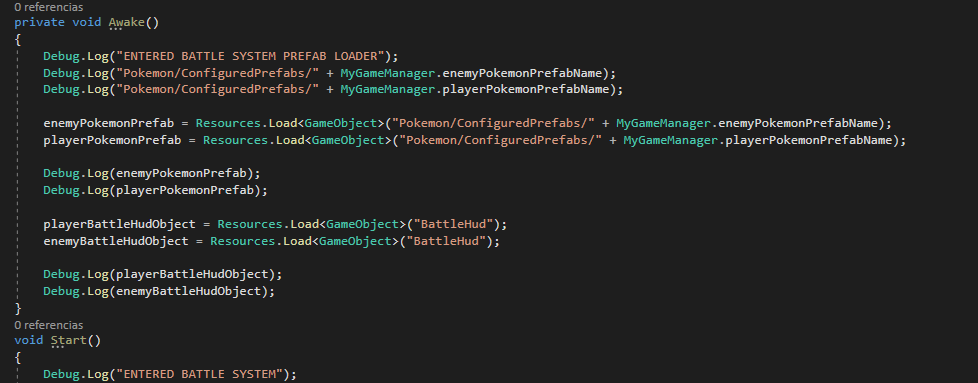 0 referencias
private void Awake()
{
Debug.Log("ENTERED BATTLE SYSTEM PREFAB LOADER");
Debug.Log("Pokemon/ConfiguredPrefabs/" + MyGameManager.enemyPokemonPrefabName);
Debug.Log("Pokemon/ConfiguredPrefabs/" + MyGameManager.playerPokemonPrefabName);
enemyPokemonPrefab = Resources.Load<GameObject>("Pokemon/ConfiguredPrefabs/" + MyGameManager.enemyPokemonPrefabName);
playerPokemonPrefab = Resources.Load<GameObject>("Pokemon/ConfiguredPrefabs/" + MyGameManager.playerPokemonPrefabName);
Debug.Log(enemyPokemonPrefab);
Debug.Log(playerPokemonPrefab);
playerBattleHudObject = Resources.Load<GameObject>("BattleHud");
enemyBattleHudObject = Resources.Load<GameObject>("BattleHud");
Debug.Log(playerBattleHudObject);
Debug.Log(enemyBattleHudObject);
}
0 referencias
void Start()
{
Debug.Log("ENTERED BATTLE SYSTEM");